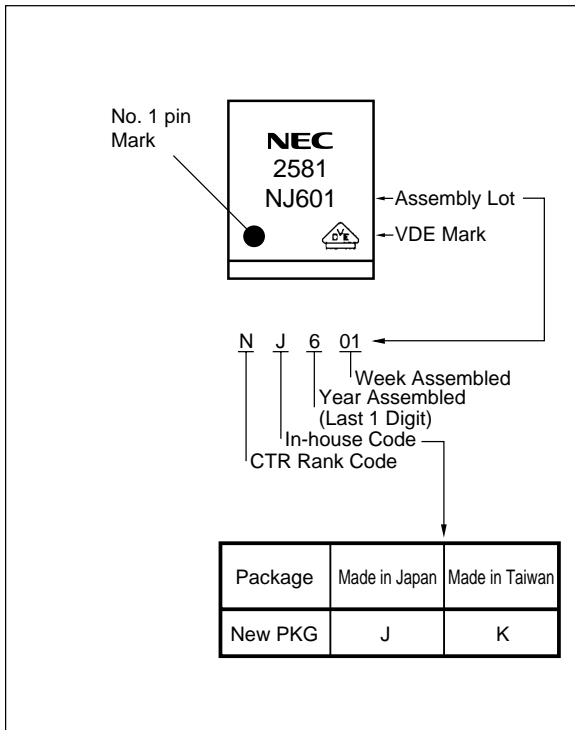 No. 1 pin
Mark
NEC
2581
NJ601
Assembly Lot
VDE Mark
DVE
N J 6 01
Week Assembled
Year Assembled
(Last 1 Digit)
In-house Code
CTR Rank Code
Package Made in Japan Made in Taiwan
New PKG J K